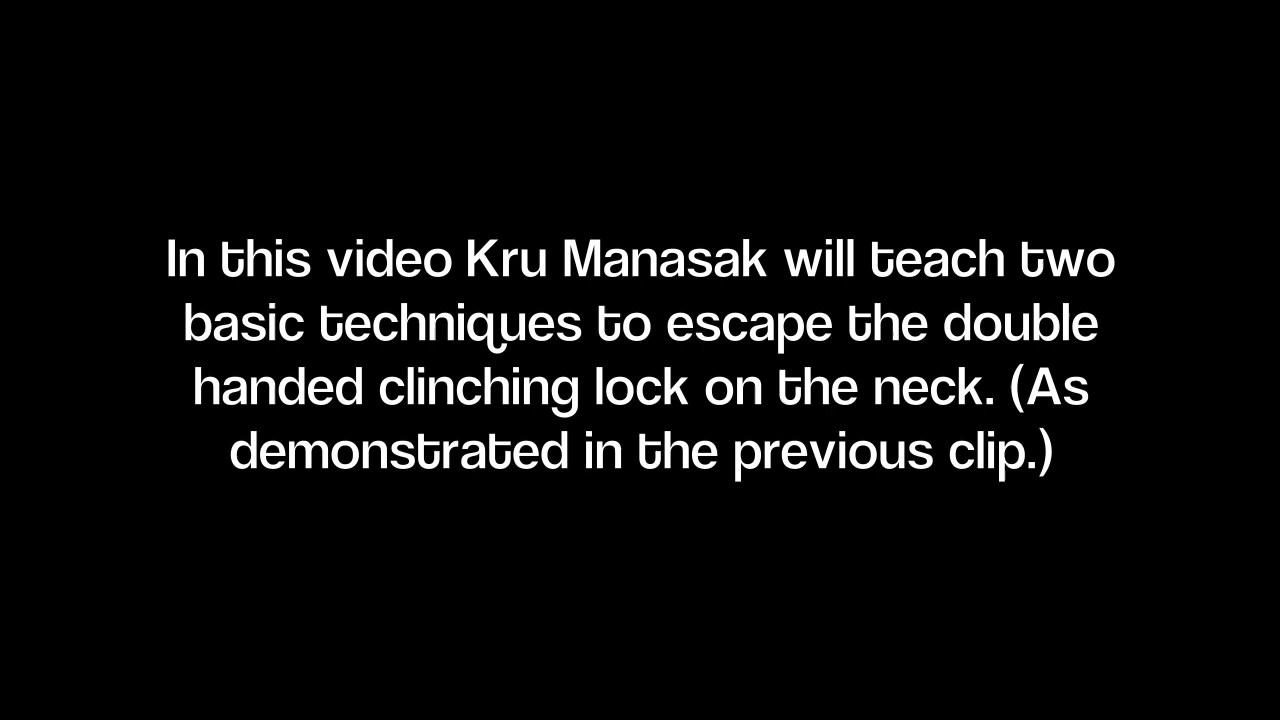 In this video Kru Manasak will teach two
basic techniques to escape the double
handed clinching lock on the neck. (As
demonstrated in the previous clip.)